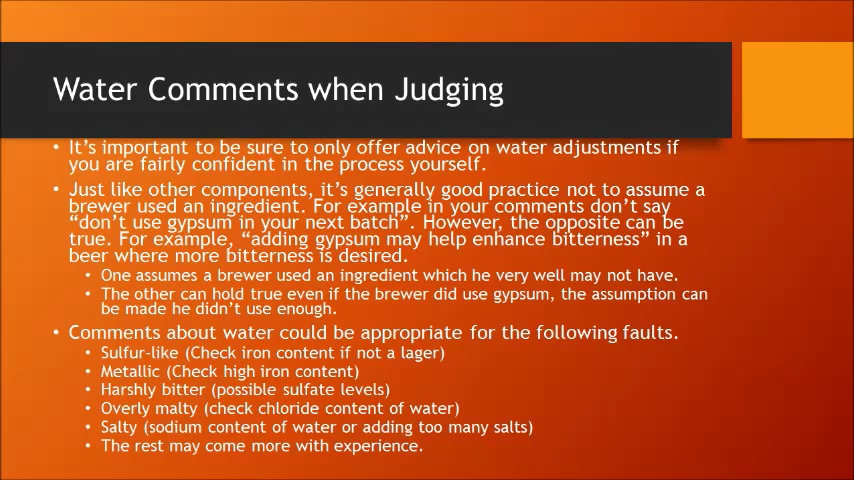 Water Comments when Judging
• It’s important to be sure to only offer advice on water adjustments if
you are fairly confident in the process yourself.
• Just like other components, it’s generally good practice not to assume a
brewer used an ingredient. For example in your comments don’t say
“don’t use gypsum in your next batch”. However, the opposite can be
true. For example, “adding gypsum may help enhance bitterness” in a
beer where more bitterness is desired.
• One assumes a brewer used an ingredient which he very well may not have.
• The other can hold true even if the brewer did use gypsum, the assumption can
be made he didn’t use enough.
• Comments about water could be appropriate for the following faults.
• Sulfur-like (Check iron content if not a lager)
• Metallic (Check high iron content)
• Harshly bitter (possible sulfate levels)
• Overly malty (check chloride content of water)
• Salty (sodium content of water or adding too many salts)
• The rest may come more with experience.